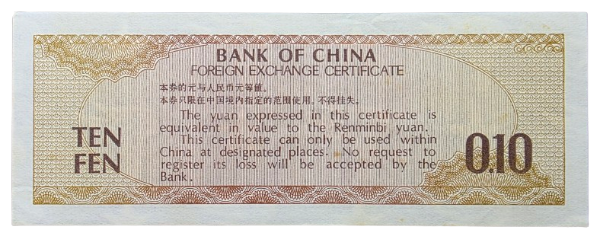 BANK OF CHINA
FOREIGN EXCHANGE CERTIFICATE
本券的元与人民币元等值。
本券只限在中国境内指定的范围使用，不得挂失。
The yuan expressed in this certificate is
equivalent in value to the Renminbi yuan.
This certificate can only be used within
China at designated places. No request to
register its loss will be accepted by the
Bank.
TEN
FEN
0.10